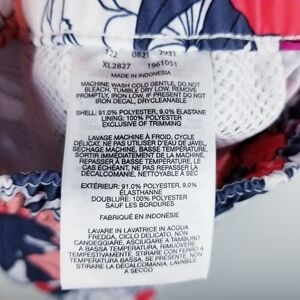 122 0821 2931
XL2827 1961051
MADE IN INDONESIA
MACHINE WASH COLD GENTLE, DO NOT
BLEACH, TUMBLE DRY LOW, REMOVE
PROMPTLY, IRON LOW, IF PRESENT DO NOT
IRON DECAL, DRYCLEANABLE
SHELL: 91.0% POLYESTER, 9.0% ELASTANE
LINING: 100% POLYESTER
EXCLUSIVE OF TRIMMING
LAVAGE MACHINE À FROID, CYCLE
DÉLICAT, NE PAS UTILISER D'EAU DE JAVEL,
SÉCHAGE MACHINE, BASSE TEMPÉRATURE,
SORTIR IMMÉDIATEMENT DE LA MACHINE,
REPASSER À BASSE TEMPÉRATURE, LE
CAS ÉCHÉANT, NE PAS REPASSER LA
DÉCALCOMANIE, NETTOYABLE À SEC
EXTÉRIEUR: 91.0% POLYESTER, 9.0%
ÉLASTHANNE
DOUBLURE: 100% POLYESTER
SAUF LES BORDURES
FABRIQUÉ EN INDONÉSIE
LAVARE IN LAVATRICE IN ACQUA
FREDDA, CICLO DELICATO, NON
CANDEGGIARE, ASCIUGARE A TAMBURO
A BASSA TEMPERATURA, RIMUOVERE
TEMPESTIVAMENTE, STIRARE CON FERRO A
BASSA TEMPERATURA, SE PRESENTE, NON
STIRARE LA DECALCOMANIA, LAVABILE
A SECCO